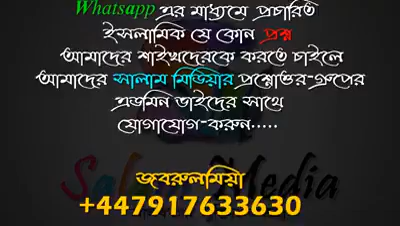 Whatsapp এর মাধ্যমে প্রচারিত
ইসলামিক যে কোন প্রশ্ন
আমাদের শাইখদেরকে করতে চাইলে
আমাদের সালাম মিডিয়ার প্রশ্নোত্তর-গ্রুপের
এডমিন ভাইদের সাথে
যোগাযোগ-করুন.....
জবরুলমিয়া
+447917633630